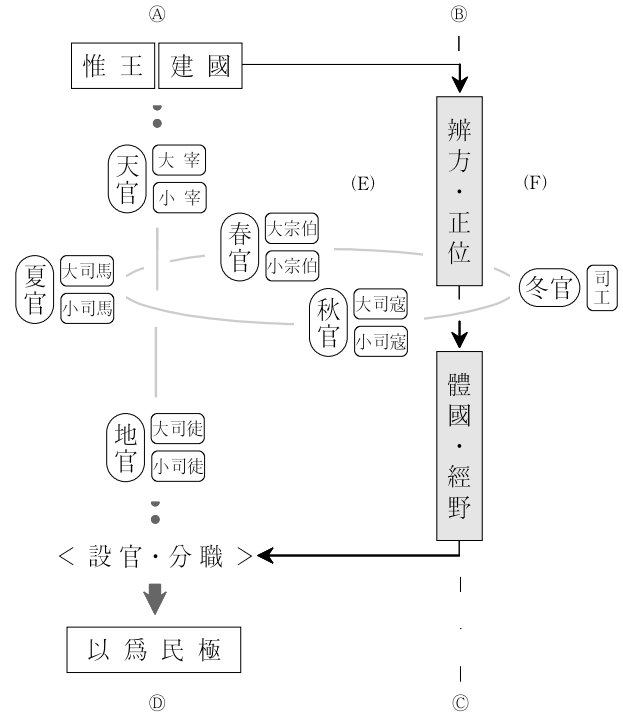 Ⓐ
Ⓑ
惟王
建國
天官
大宰
小宰
辨方·正位
(E)
(F)
春官
大宗伯
小宗伯
夏官
大司馬
小司馬
秋官
大司寇
小司寇
冬官
司工
體國·經野
地官
大司徒
小司徒
<設官·分職>
以爲民極
Ⓓ
Ⓒ